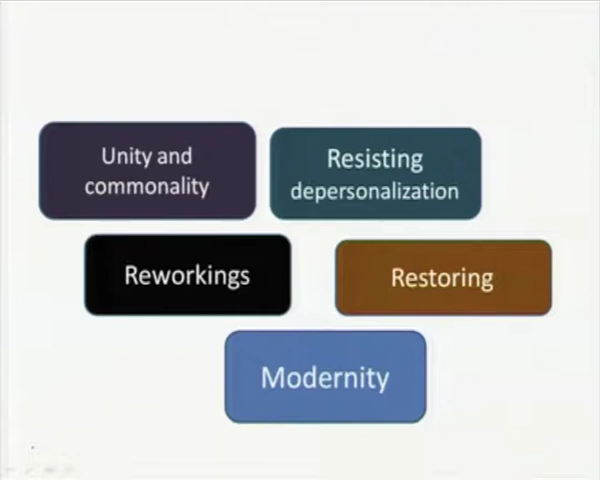 Unity and
commonality
Resisting
depersonalization
Reworkings
Restoring
Modernity